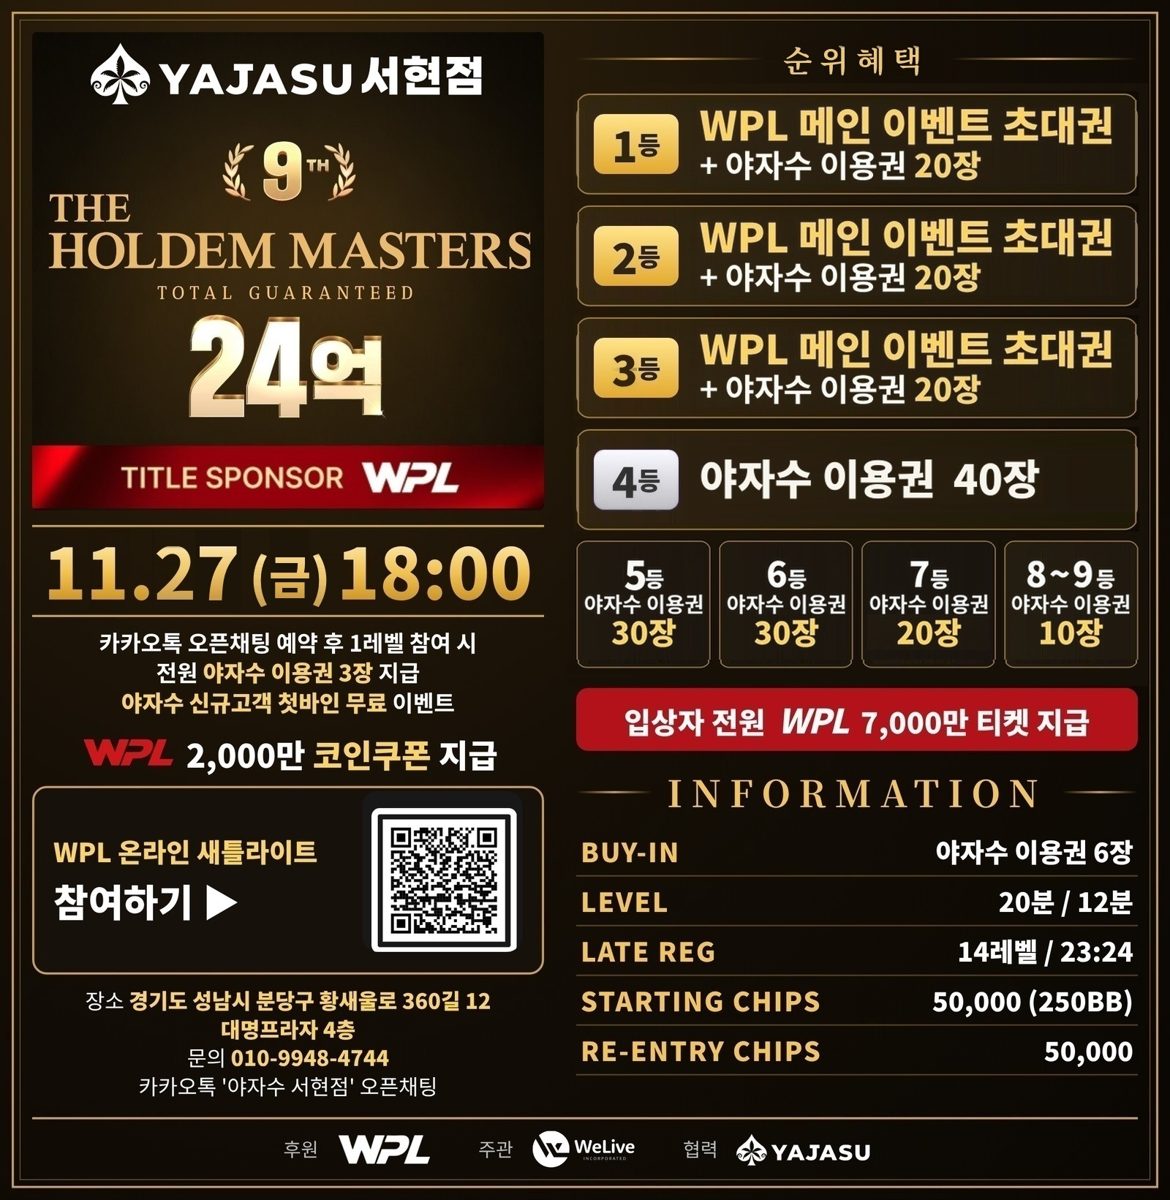 YAJASU 서현점
9TH
THE
HOLDEM MASTERS
TOTAL GUARANTEED
24억
TITLE SPONSOR WPL
11.27 (금) 18:00
카카오톡 오픈채팅 예약 후 1레벨 참여 시
전원 야자수 이용권 3장 지급
야자수 신규고객 첫바인 무료 이벤트
WPL 2,000만 코인쿠폰 지급
WPL 온라인 새틀라이트
참여하기 ▶
장소 경기도 성남시 분당구 황새울로 360길 12
대명프라자 4층
문의 010-9948-4744
카카오톡 '야자수 서현점' 오픈채팅
순위혜택
1등 WPL 메인 이벤트 초대권
+ 야자수 이용권 20장
2등 WPL 메인 이벤트 초대권
+ 야자수 이용권 20장
3등 WPL 메인 이벤트 초대권
+ 야자수 이용권 20장
4등 야자수 이용권 40장
5등
야자수 이용권
30장
6등
야자수 이용권
30장
7등
야자수 이용권
20장
8~9등
야자수 이용권
10장
입상자 전원 WPL 7,000만 티켓 지급
INFORMATION
BUY-IN 야자수 이용권 6장
LEVEL 20분 / 12분
LATE REG 14레벨 / 23:24
STARTING CHIPS 50,000 (250BB)
RE-ENTRY CHIPS 50,000
후원 WPL 주관 WeLive INCORPORATED 협력 YAJASU